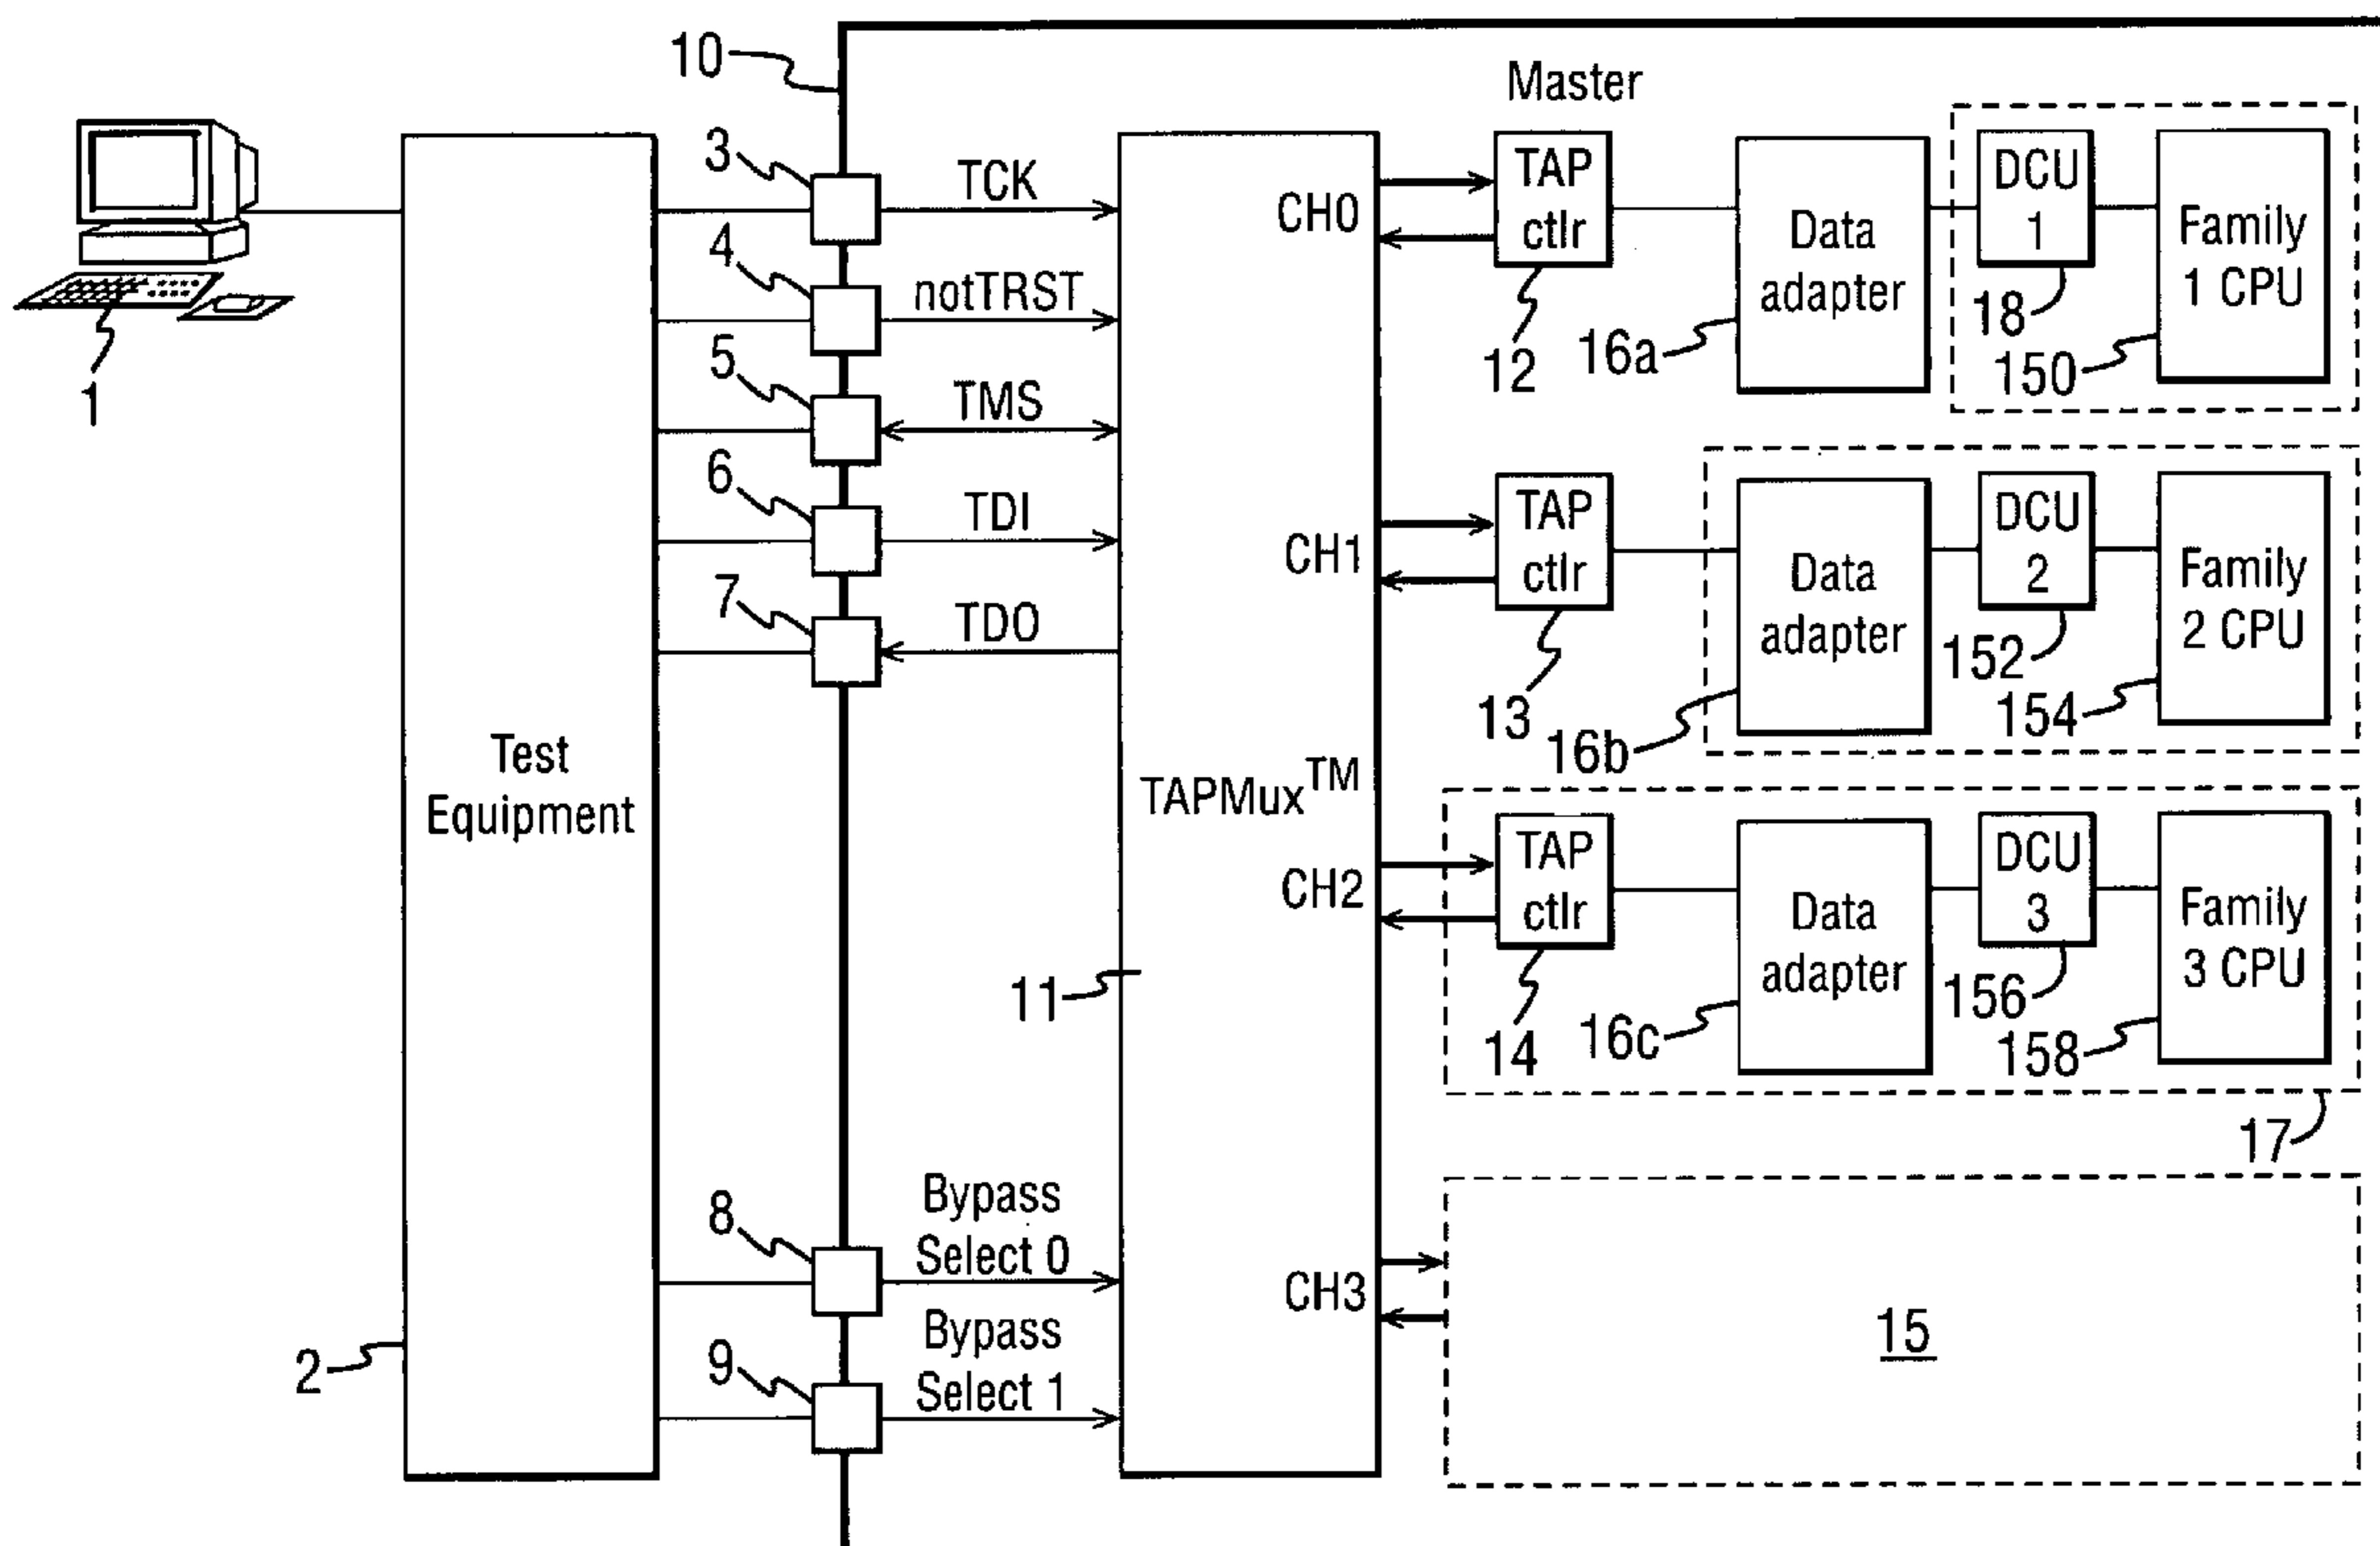 10
Master
3
TCK
CH0
TAP
ctlr
12
Data
adapter
16a
DCU
1
18
Family
1 CPU
150
4
notTRST
5
TMS
1
6
TDI
CH1
TAP
ctlr
13
Data
adapter
16b
DCU
2
152
Family
2 CPU
154
7
TDO
Test
Equipment
TAPMux™
11
CH2
TAP
ctlr
14
Data
adapter
16c
DCU
3
156
Family
3 CPU
158
17
8
Bypass
Select 0
CH3
15
2
9
Bypass
Select 1